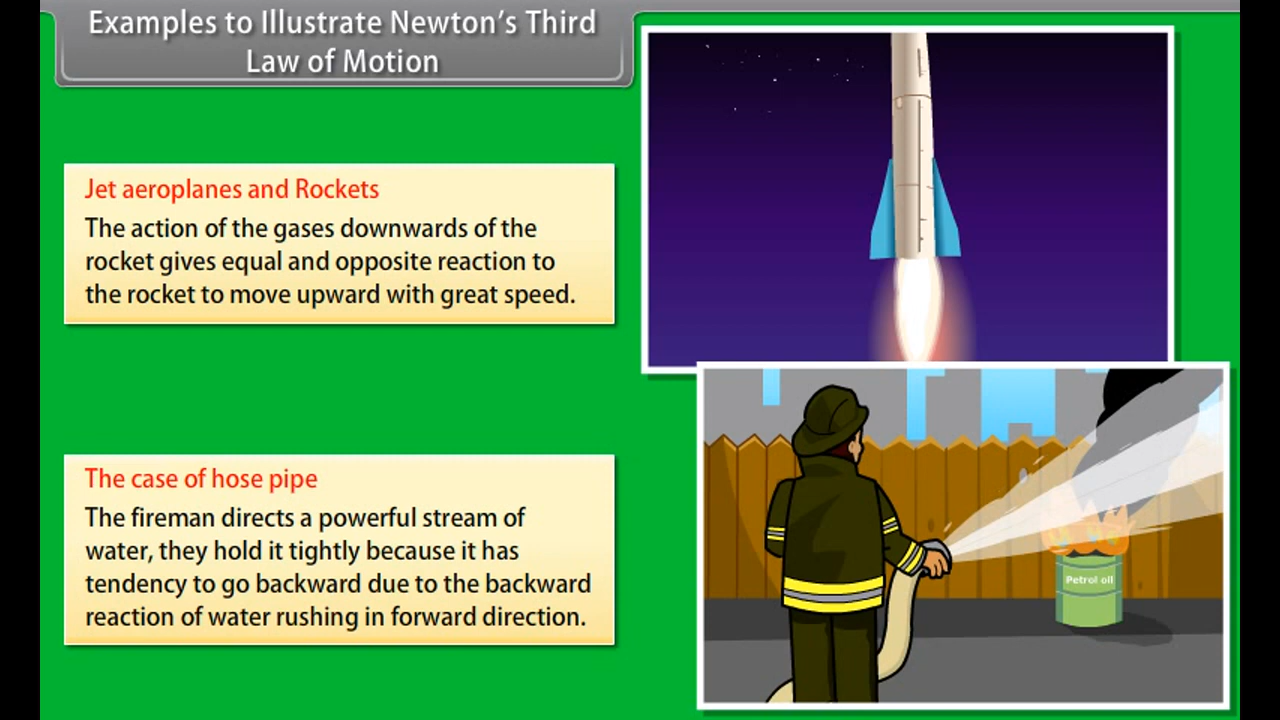 Examples to Illustrate Newton's Third
Law of Motion
Jet aeroplanes and Rockets
The action of the gases downwards of the
rocket gives equal and opposite reaction to
the rocket to move upward with great speed.
The case of hose pipe
The fireman directs a powerful stream of
water, they hold it tightly because it has
tendency to go backward due to the backward
reaction of water rushing in forward direction.
Petrol oil